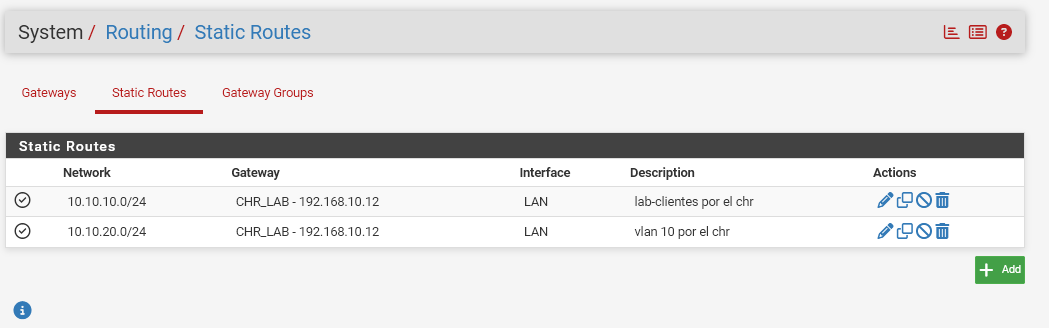 System / Routing / Static Routes
Gateways Static Routes Gateway Groups
Static Routes
Network Gateway Interface Description Actions
10.10.10.0/24 CHR_LAB - 192.168.10.12 LAN lab-clientes por el chr
10.10.20.0/24 CHR_LAB - 192.168.10.12 LAN vlan 10 por el chr
Add